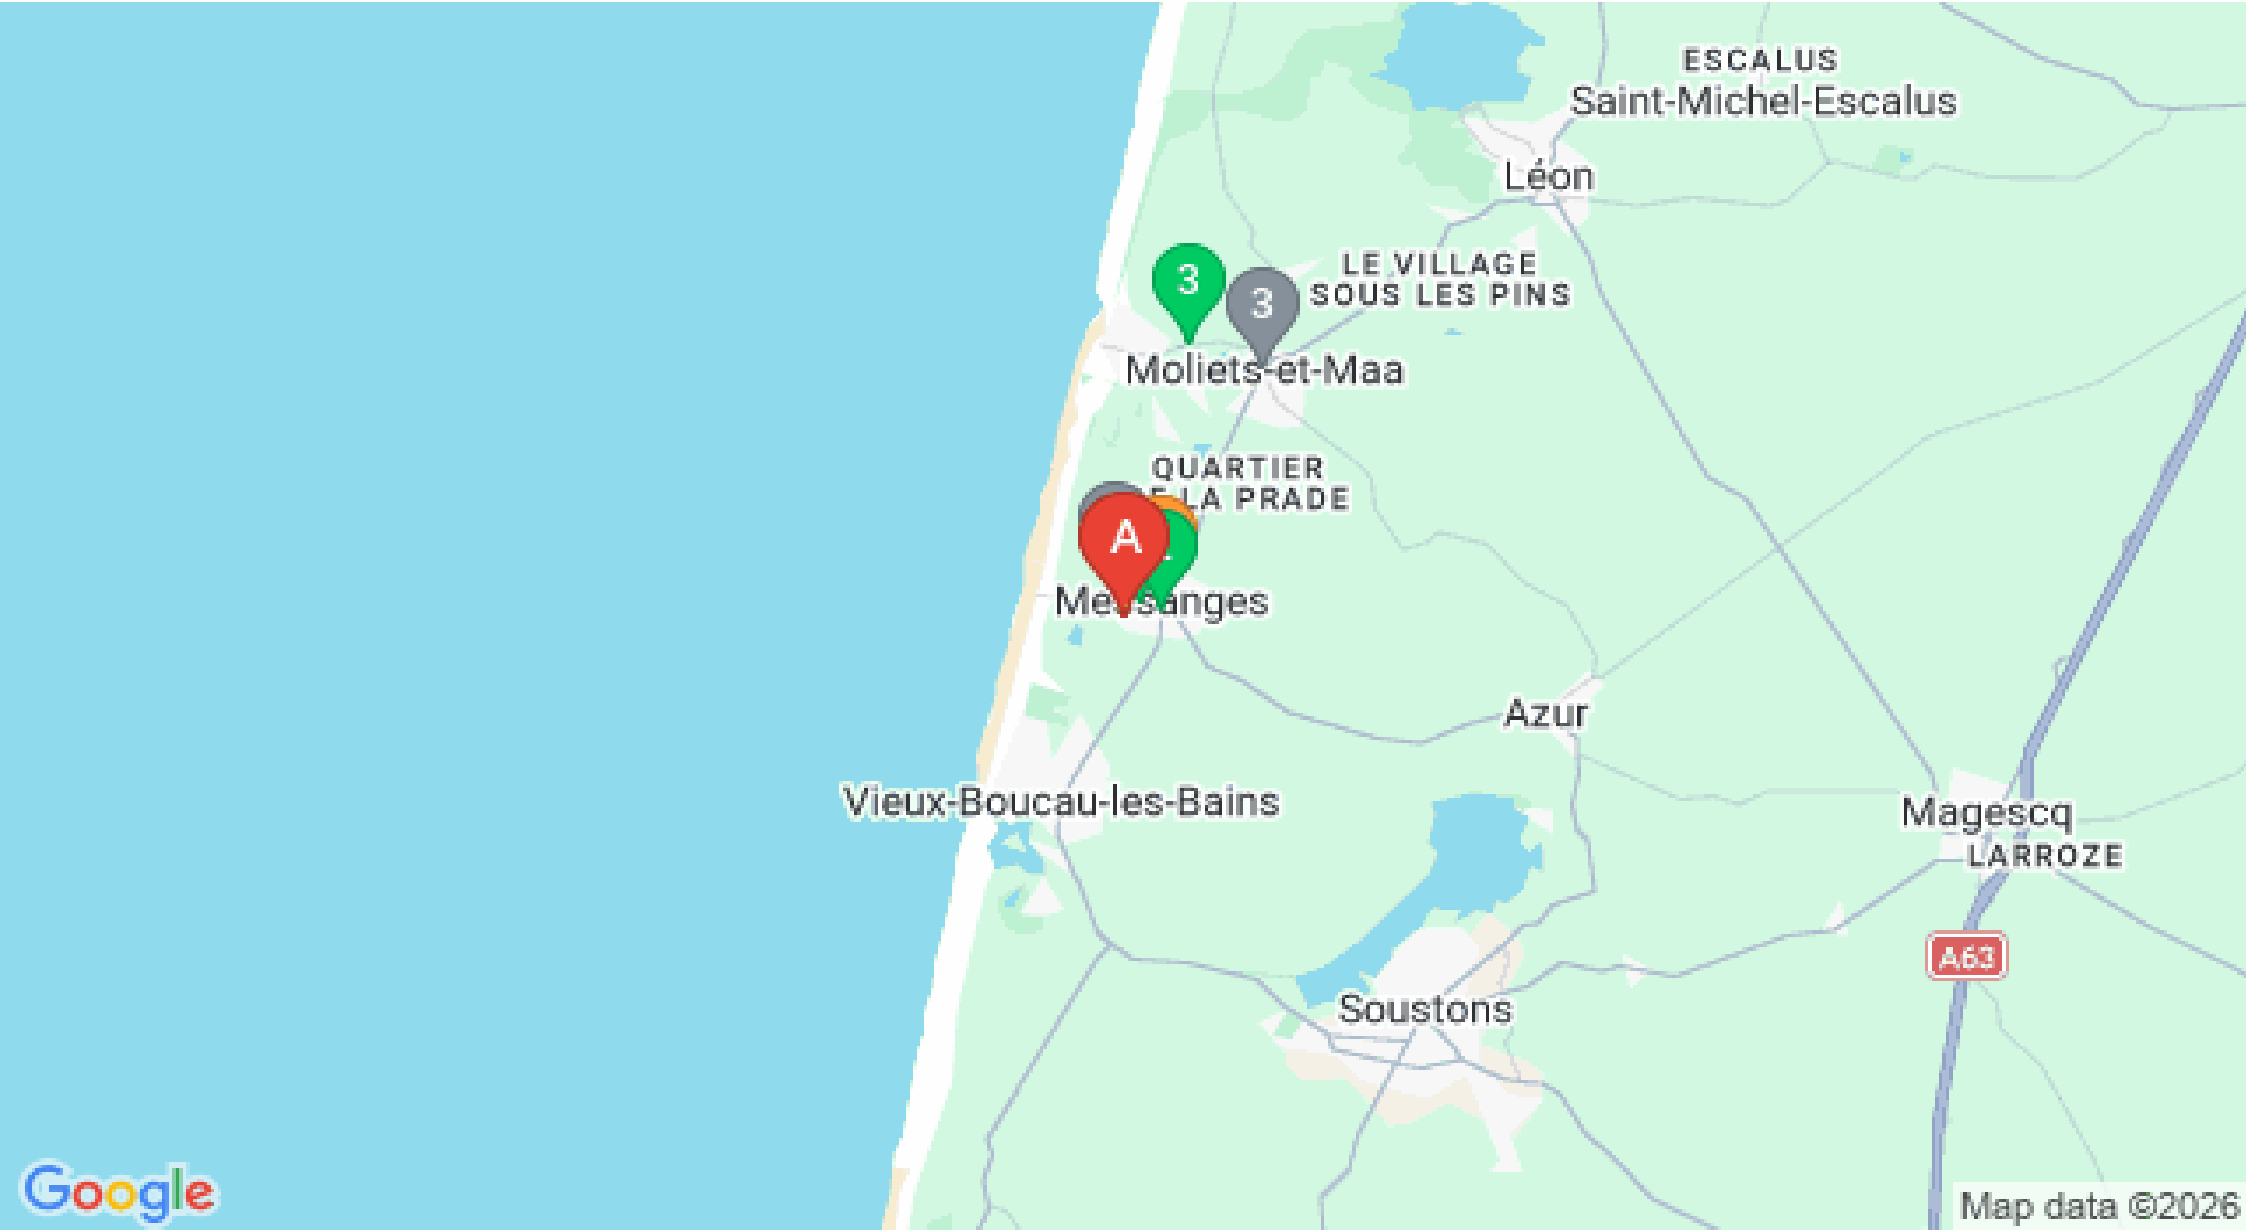 ESCALUS
Saint-Michel-Escalus
Léon
LE VILLAGE
SOUS LES PINS
3
3
Moliets-et-Maa
QUARTIER
LA PRADE
A
Messanges
Azur
Vieux-Boucau-les-Bains
Magescq
LARROZE
A63
Soustons
Google
Map data ©2026